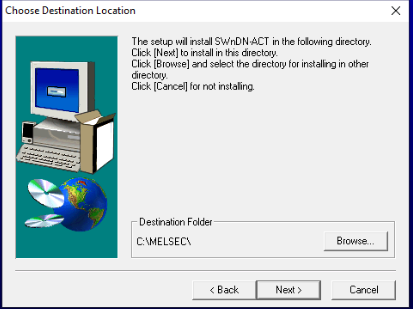 Choose Destination Location
The setup will install SWnDN-ACT in the following directory.
Click [Next] to install in this directory.
Click [Browse] and select the directory for installing in other
directory.
Click [Cancel] for not installing.
Destination Folder
C:\MELSEC\
Browse...
< Back
Next >
Cancel